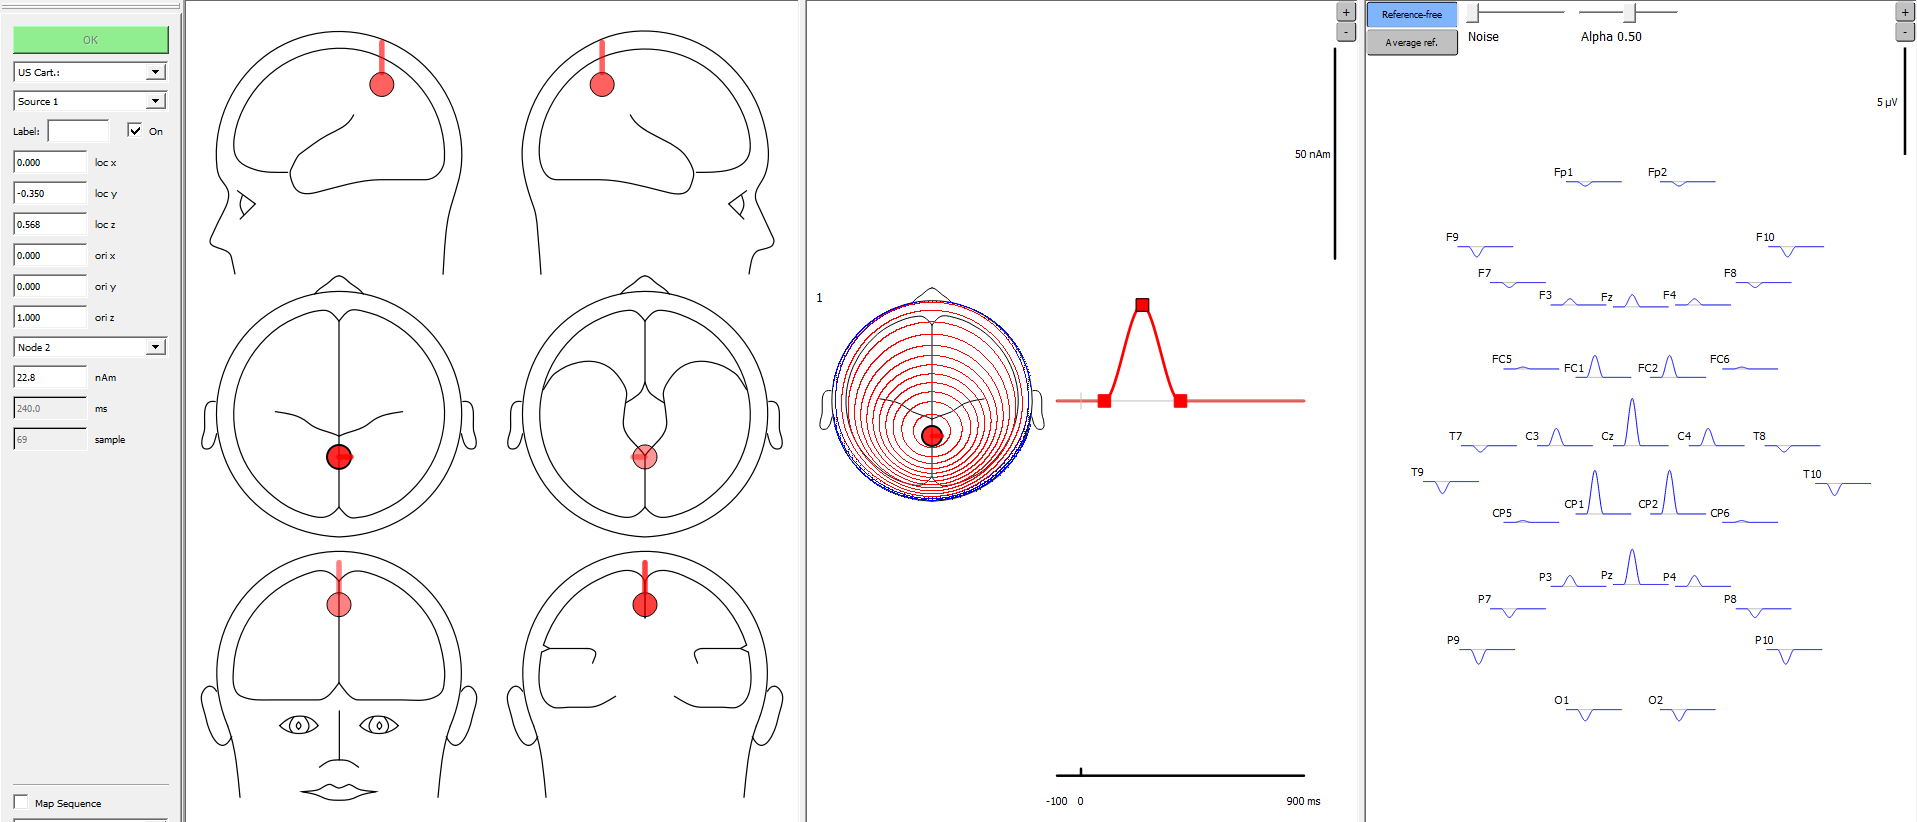 OK
US Cart.:
Source 1
Label:
On
0.000 loc x
-0.350 loc y
0.568 loc z
0.000 ori x
0.000 ori y
1.000 ori z
Node 2
22.8 nAm
240.0 ms
69 sample
Map Sequence
+
-
50 nAm
1
-100 0 900 ms
Reference-free
Average ref.
Noise
Alpha 0.50
+
-
5 µV
Fp1 Fp2
F9 F10
F7 F8
F3 Fz F4
FC5 FC1 FC2 FC6
T7 C3 Cz C4 T8
T9 T10
CP5 CP1 CP2 CP6
P3 Pz P4
P7 P8
P9 P10
O1 O2